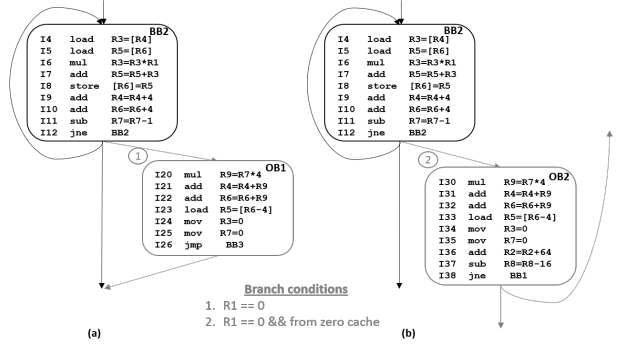 BB2
I4 load R3=[R4]
I5 load R5=[R6]
I6 mul R3=R3*R1
I7 add R5=R5+R3
I8 store [R6]=R5
I9 add R4=R4+4
I10 add R6=R6+4
I11 sub R7=R7-1
I12 jne BB2
1
OB1
I20 mul R9=R7*4
I21 add R4=R4+R9
I22 add R6=R6+R9
I23 load R5=[R6-4]
I24 mov R3=0
I25 mov R7=0
I26 jmp BB3
BB2
I4 load R3=[R4]
I5 load R5=[R6]
I6 mul R3=R3*R1
I7 add R5=R5+R3
I8 store [R6]=R5
I9 add R4=R4+4
I10 add R6=R6+4
I11 sub R7=R7-1
I12 jne BB2
2
OB2
I30 mul R9=R7*4
I31 add R4=R4+R9
I32 add R6=R6+R9
I33 load R5=[R6-4]
I34 mov R3=0
I35 mov R7=0
I36 add R2=R2+64
I37 sub R8=R8-16
I38 jne BB1
Branch conditions
1. R1 == 0
2. R1 == 0 && from zero cache
(a)
(b)